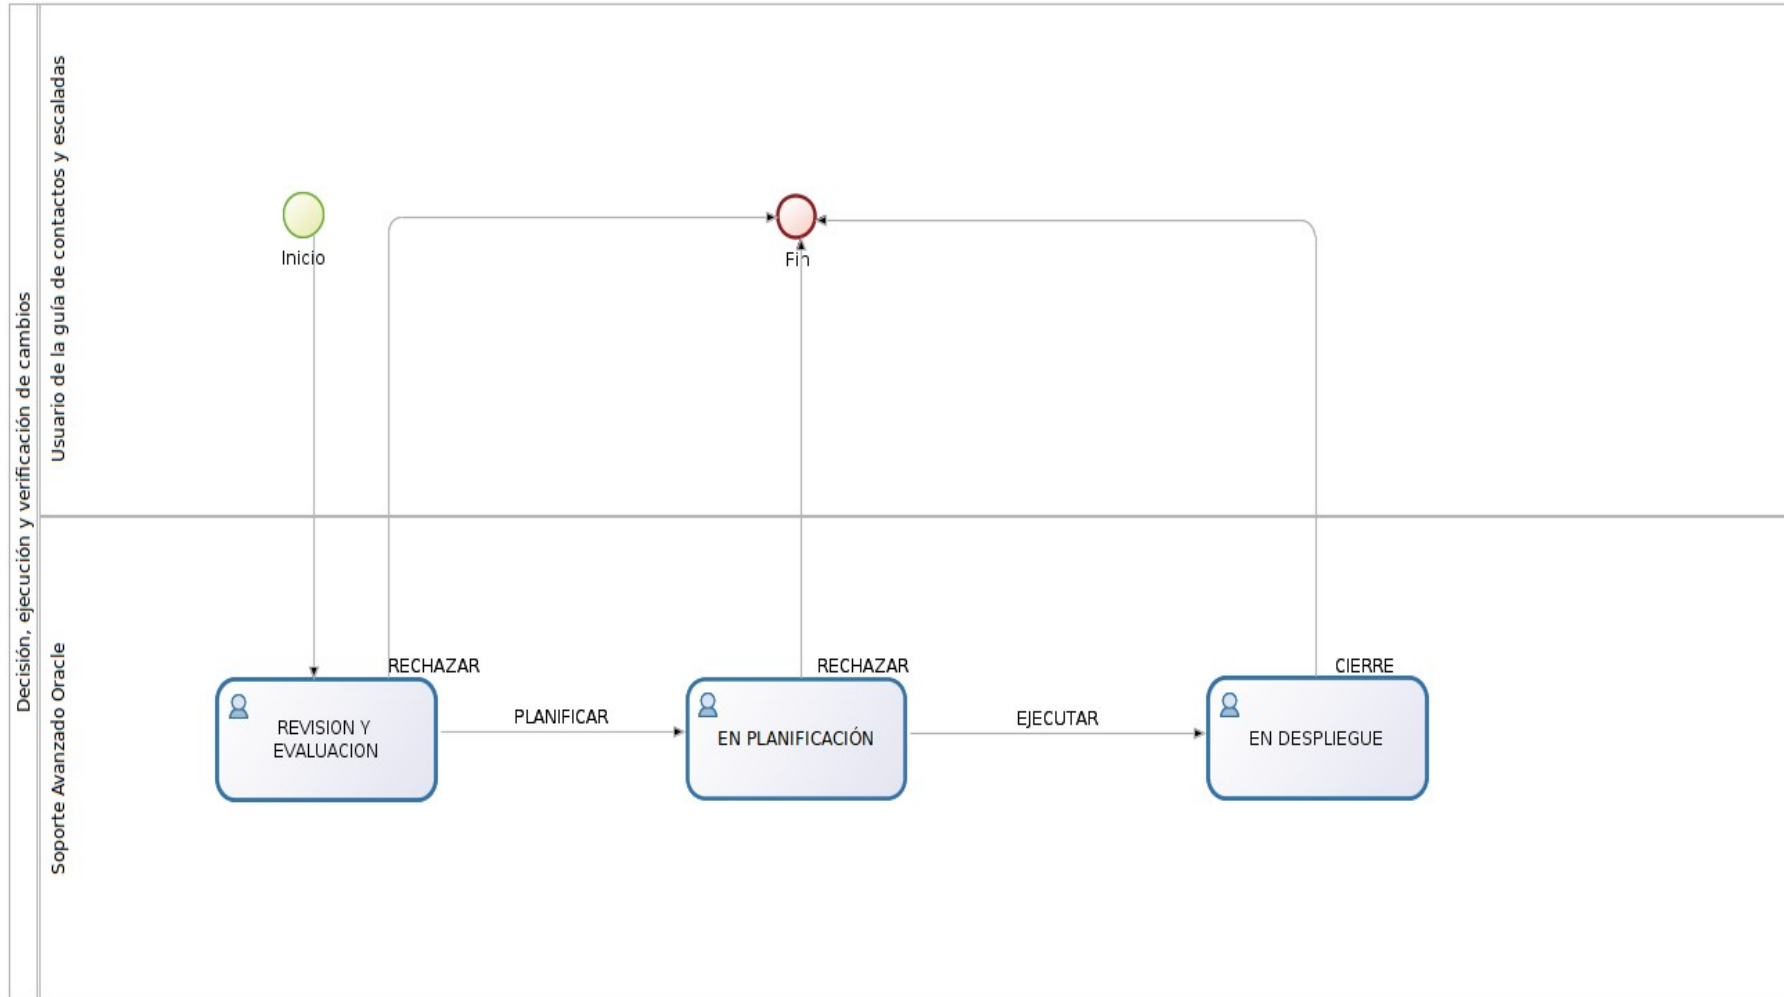 Decisión, ejecución y verificación de cambios
Usuario de la guía de contactos y escaladas
Inicio
Fin
Soporte Avanzado Oracle
RECHAZAR
RECHAZAR
CIERRE
REVISION Y
EVALUACION
PLANIFICAR
EN PLANIFICACIÓN
EJECUTAR
EN DESPLIEGUE